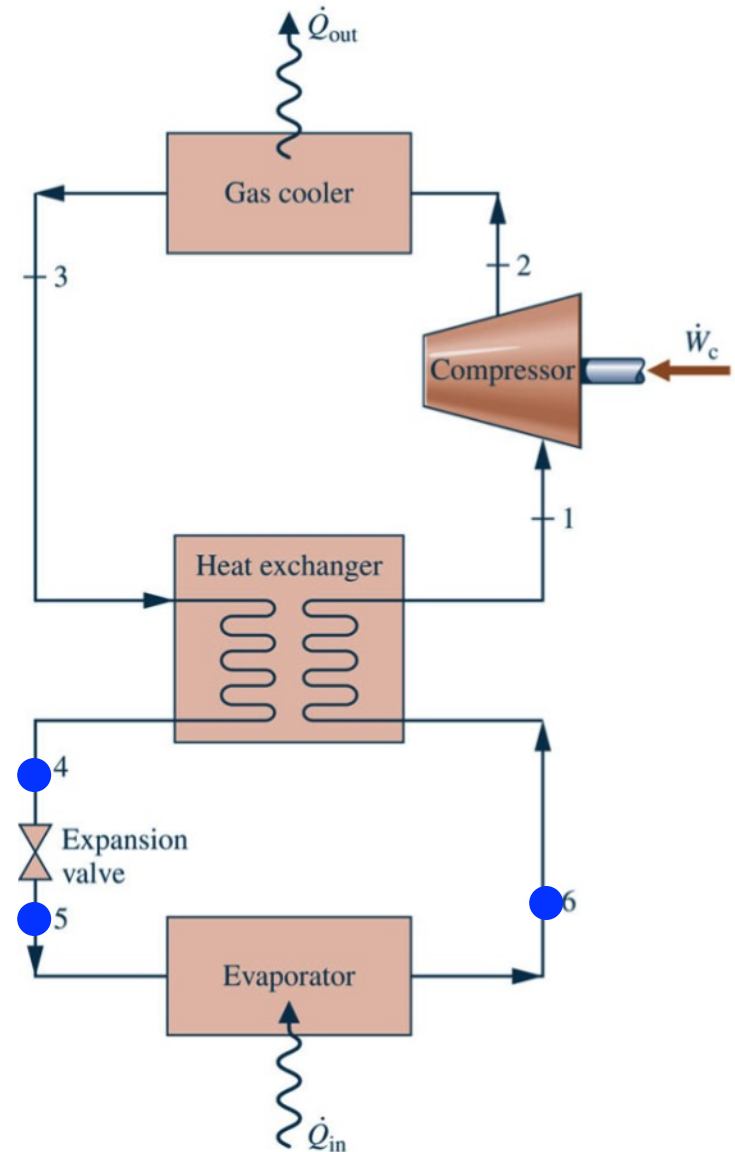 Q̇out
Gas cooler
3
2
Ẇc
Compressor
1
Heat exchanger
4
Expansion
valve
5
6
Evaporator
Q̇in